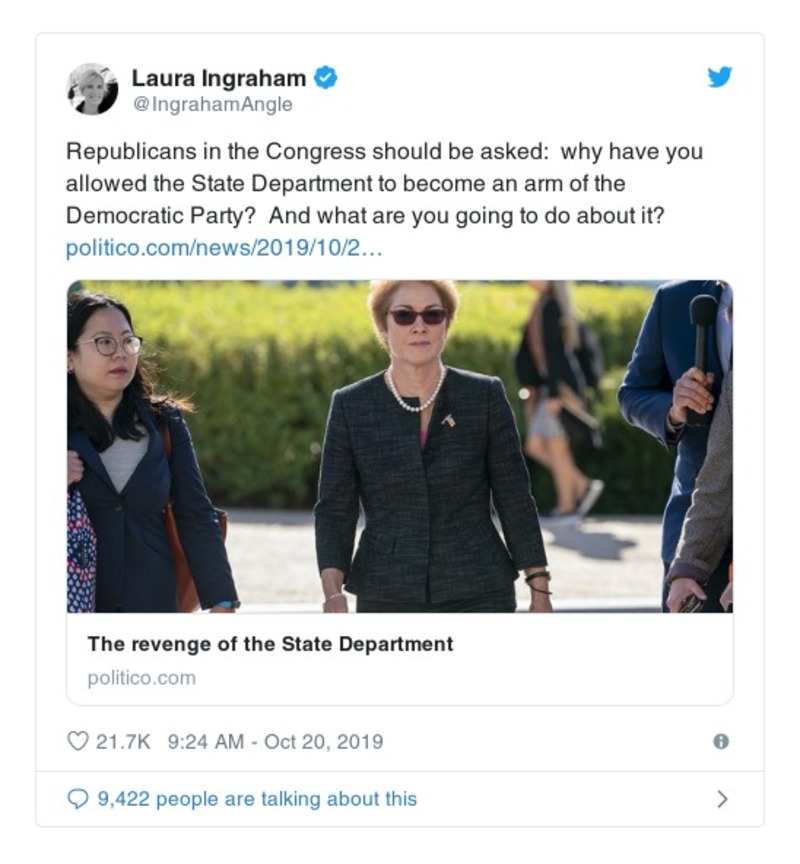 Laura Ingraham
@IngrahamAngle
Republicans in the Congress should be asked:  why have you
allowed the State Department to become an arm of the
Democratic Party?  And what are you going to do about it?
politico.com/news/2019/10/2…
The revenge of the State Department
politico.com
21.7K 9:24 AM - Oct 20, 2019
9,422 people are talking about this